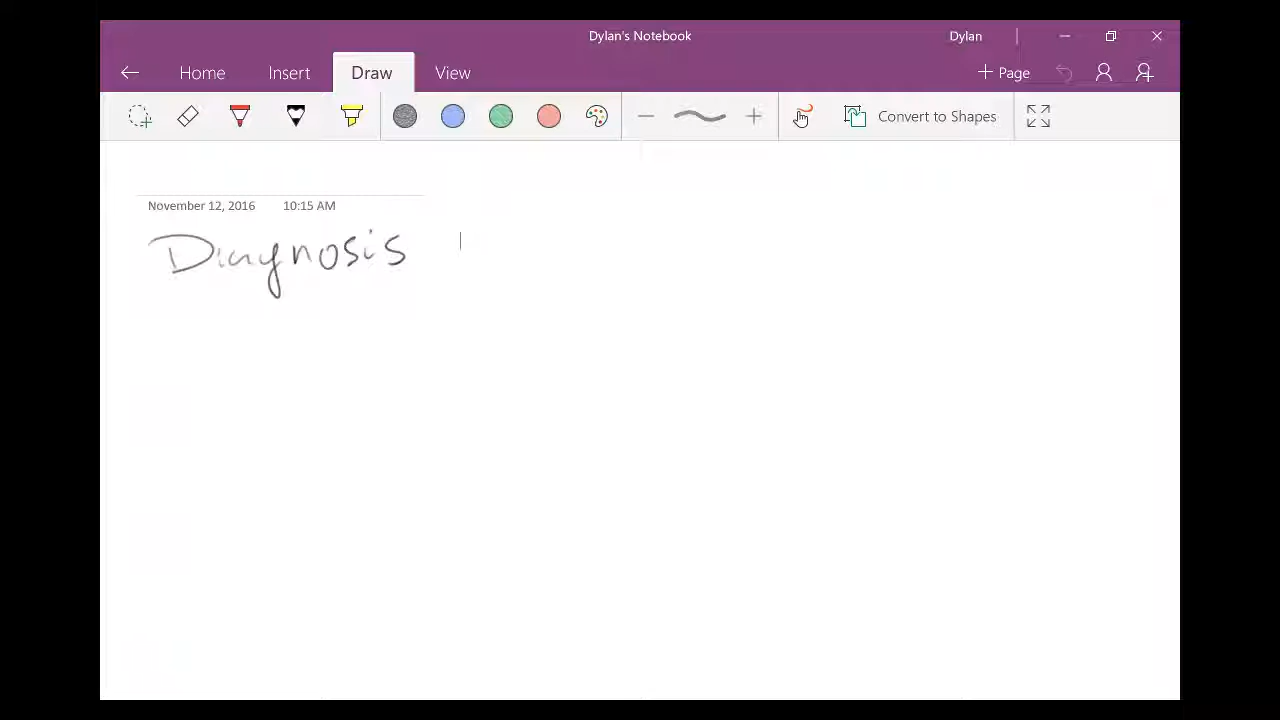 Dylan's Notebook Dylan
Home Insert Draw View + Page
Convert to Shapes
November 12, 2016 10:15 AM
Diagnosis